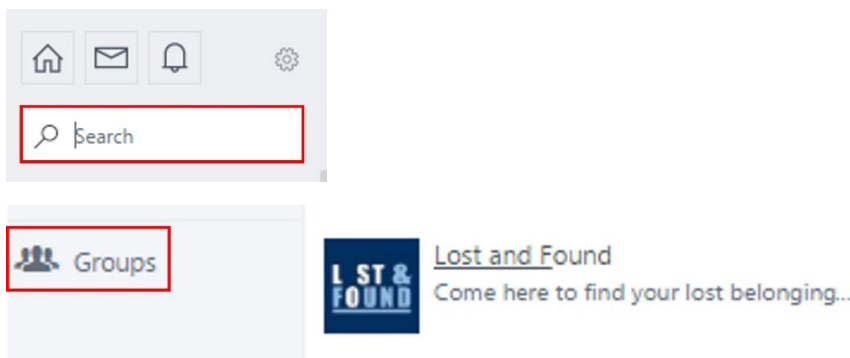 Search
Groups
L ST &
FOUND
Lost and Found
Come here to find your lost belonging...